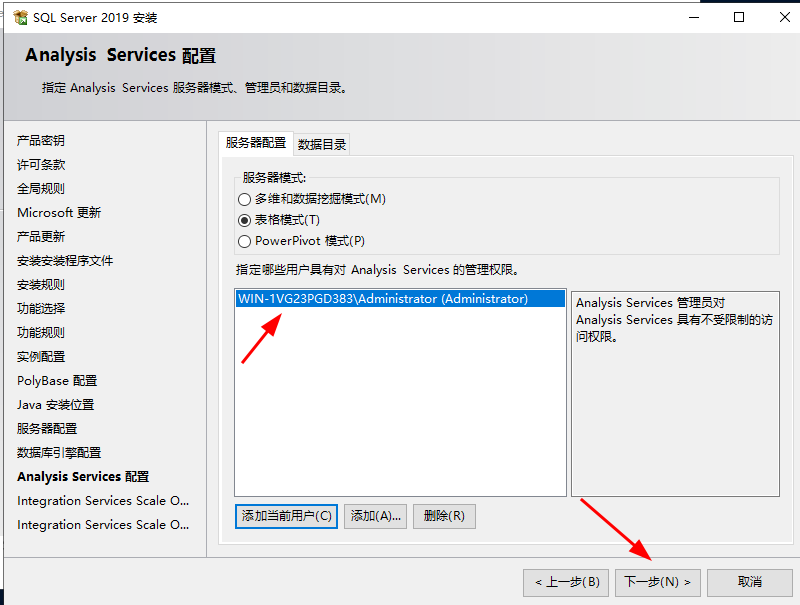 SQL Server 2019 安装
Analysis Services 配置
指定 Analysis Services 服务器模式、管理员和数据目录。
产品密钥
许可条款
全局规则
Microsoft 更新
产品更新
安装安装程序文件
安装规则
功能选择
功能规则
实例配置
PolyBase 配置
Java 安装位置
服务器配置
数据库引擎配置
Analysis Services 配置
Integration Services Scale O...
Integration Services Scale O...
服务器配置 数据目录
服务器模式:
多维和数据挖掘模式(M)
表格模式(T)
PowerPivot 模式(P)
指定哪些用户具有对 Analysis Services 的管理权限。
WIN-1VG23PGD383\Administrator (Administrator)
Analysis Services 管理员对
Analysis Services 具有不受限制的访
问权限。
添加当前用户(C) 添加(A)... 删除(R)
< 上一步(B) 下一步(N) > 取消